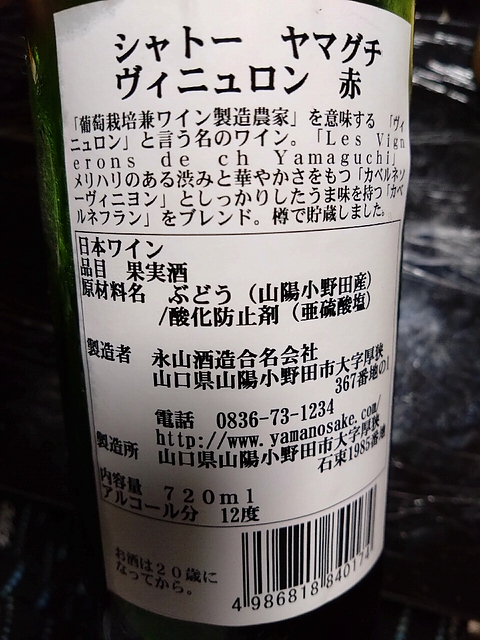 シャトー ヤマグチ
ヴィニュロン 赤
「葡萄栽培兼ワイン製造農家」を意味する 「ヴィ
ニュロン」と言う名のワイン。「Les Vign
erons de ch Yamaguchi」
メリハリのある渋みと華やかさをもつ「カベルネソ
ーヴィニヨン」としっかりしたうま味を持つ「カベ
ルネフラン」をブレンド。樽で貯蔵しました。
日本ワイン
品目 果実酒
原材料名 ぶどう（山陽小野田産）
/酸化防止剤（亜硫酸塩）
製造者 永山酒造合名会社
山口県山陽小野田市大字厚狭
367番地の1
電話 0836-73-1234
http://www.yamanosake.com/
製造所 山口県山陽小野田市大字厚狭
石束1985番地
内容量 720ml
アルコール分 12度
お酒は20歳に
なってから。
4 986818 840174